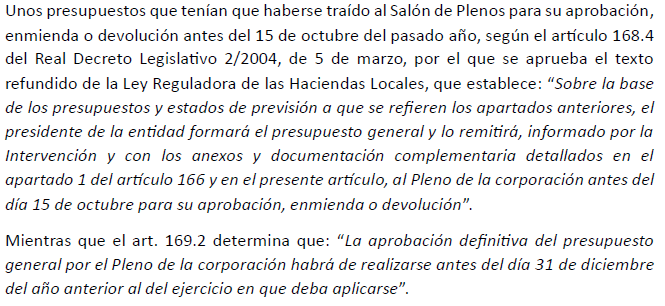 Unos presupuestos que tenían que haberse traído al Salón de Plenos para su aprobación,
enmienda o devolución antes del 15 de octubre del pasado año, según el artículo 168.4
del Real Decreto Legislativo 2/2004, de 5 de marzo, por el que se aprueba el texto
refundido de la Ley Reguladora de las Haciendas Locales, que establece: “Sobre la base
de los presupuestos y estados de previsión a que se refieren los apartados anteriores, el
presidente de la entidad formará el presupuesto general y lo remitirá, informado por la
Intervención y con los anexos y documentación complementaria detallados en el
apartado 1 del artículo 166 y en el presente artículo, al Pleno de la corporación antes del
día 15 de octubre para su aprobación, enmienda o devolución”.
Mientras que el art. 169.2 determina que: “La aprobación definitiva del presupuesto
general por el Pleno de la corporación habrá de realizarse antes del día 31 de diciembre
del año anterior al del ejercicio en que deba aplicarse”.